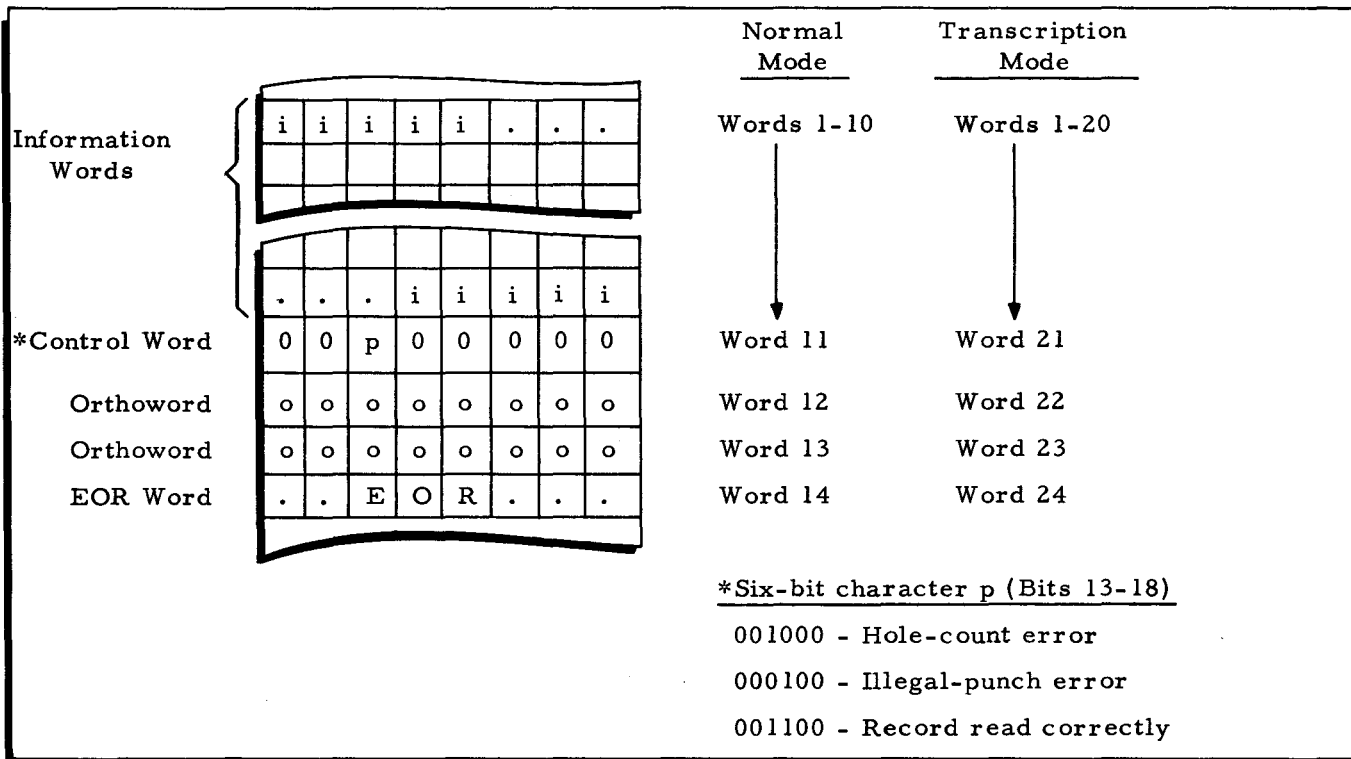 Normal Transcription
Mode Mode
Information Words
i i i i i . . . Words 1-10 Words 1-20
. . . i i i i i
*Control Word 0 0 p 0 0 0 0 0 Word 11 Word 21
Orthoword o o o o o o o o Word 12 Word 22
Orthoword o o o o o o o o Word 13 Word 23
EOR Word . . E O R . . . Word 14 Word 24
*Six-bit character p (Bits 13-18)
001000 - Hole-count error
000100 - Illegal-punch error
001100 - Record read correctly